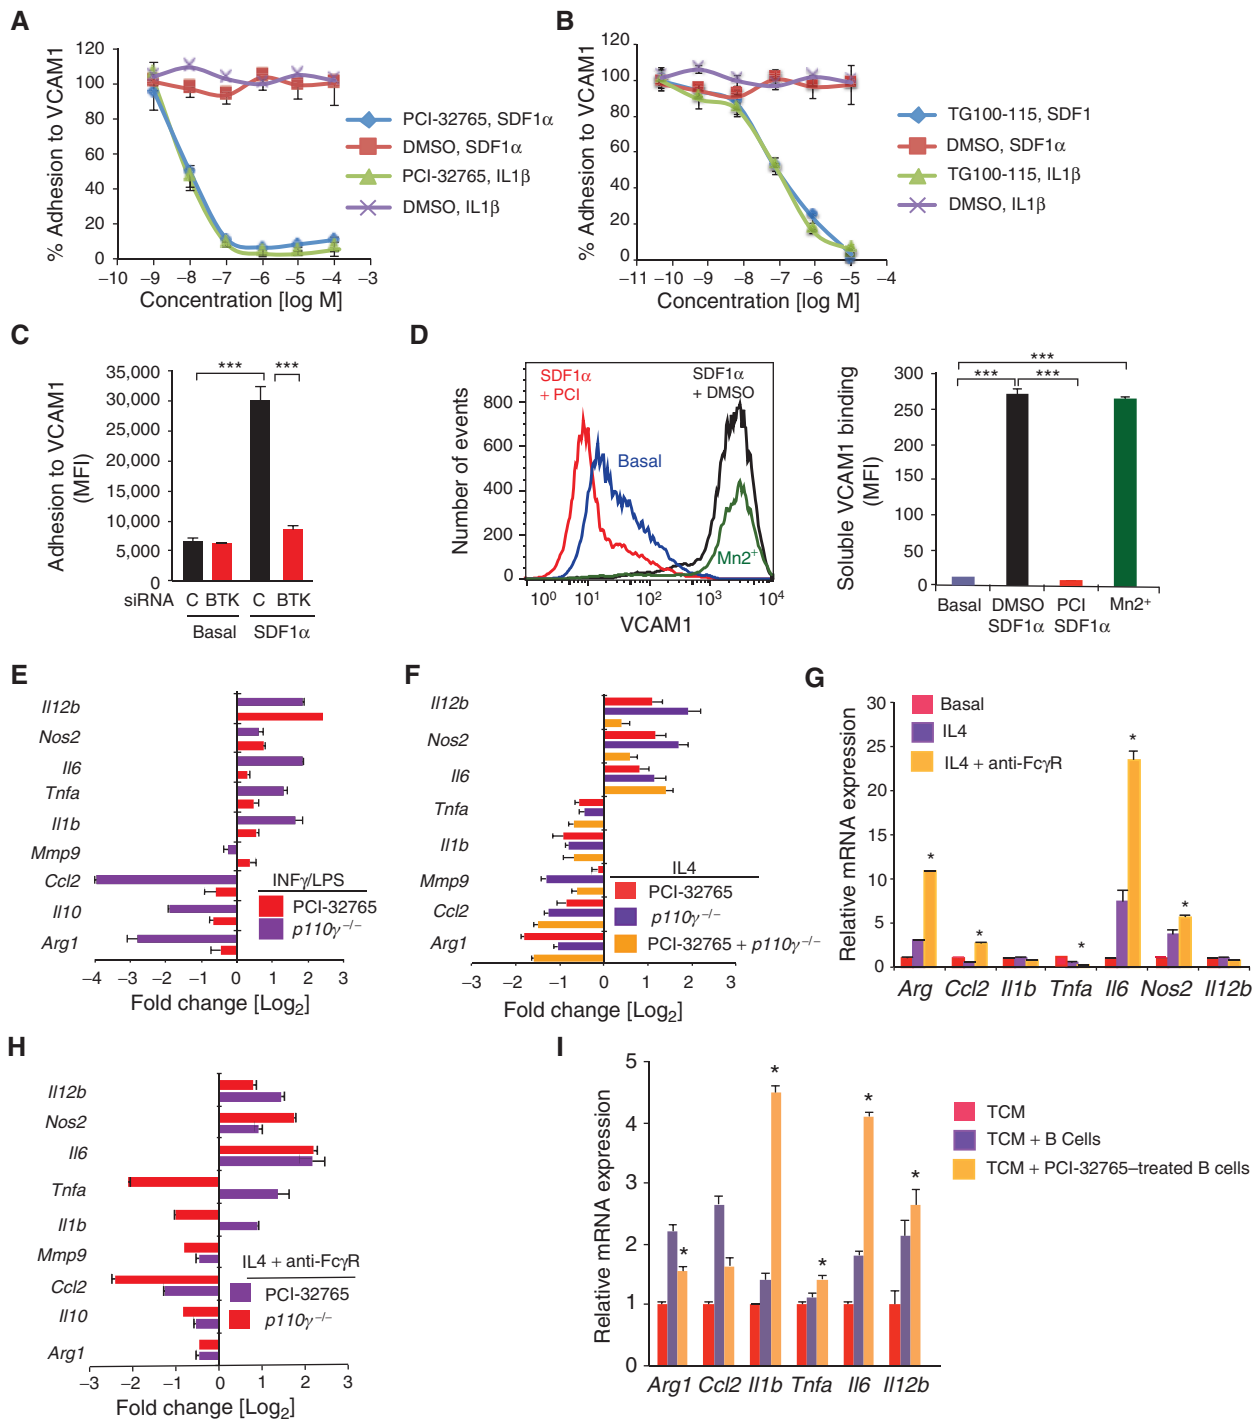 A
% Adhesion to VCAM1
120
100
80
60
40
20
0
−10 −9 −8 −7 −6 −5 −4 −3
Concentration [log M]
PCI-32765, SDF1α
DMSO, SDF1α
PCI-32765, IL1β
DMSO, IL1β
B
% Adhesion to VCAM1
120
100
80
60
40
20
0
−11 −10 −9 −8 −7 −6 −5 −4
Concentration [log M]
TG100-115, SDF1
DMSO, SDF1α
TG100-115, IL1β
DMSO, IL1β
C
Adhesion to VCAM1
(MFI)
35,000
30,000
25,000
20,000
15,000
10,000
5,000
0
*** ***
siRNA C BTK C BTK
Basal SDF1α
D
Number of events
800
600
400
200
0
10⁰ 10¹ 10² 10³ 10⁴
VCAM1
SDF1α
+ PCI
SDF1α
+ DMSO
Basal
Mn2⁺
Soluble VCAM1 binding
(MFI)
300
250
200
150
100
50
0
***
*** ***
Basal DMSO PCI Mn2⁺
SDF1α SDF1α
E
Il12b
Nos2
Il6
Tnfa
Il1b
Mmp9
Ccl2
Il10
Arg1
INFγ/LPS
PCI-32765
p110γ⁻/⁻
−4 −3 −2 −1 0 1 2 3
Fold change [Log₂]
F
Il12b
Nos2
Il6
Tnfa
Il1b
Mmp9
Ccl2
Arg1
IL4
PCI-32765
p110γ⁻/⁻
PCI-32765 + p110γ⁻/⁻
−3 −2 −1 0 1 2 3
Fold change [Log₂]
G
Relative mRNA expression
30
25
20
15
10
5
0
Basal
IL4
IL4 + anti-FcγR
* * * * *
Arg Ccl2 Il1b Tnfa Il6 Nos2 Il12b
H
Il12b
Nos2
Il6
Tnfa
Il1b
Mmp9
Ccl2
Il10
Arg1
IL4 + anti-FcγR
PCI-32765
p110γ⁻/⁻
−3 −2 −1 0 1 2 3
Fold change [Log₂]
I
Relative mRNA expression
5
4
3
2
1
0
* * * * *
Arg1 Ccl2 Il1b Tnfa Il6 Il12b
TCM
TCM + B Cells
TCM + PCI-32765–treated B cells